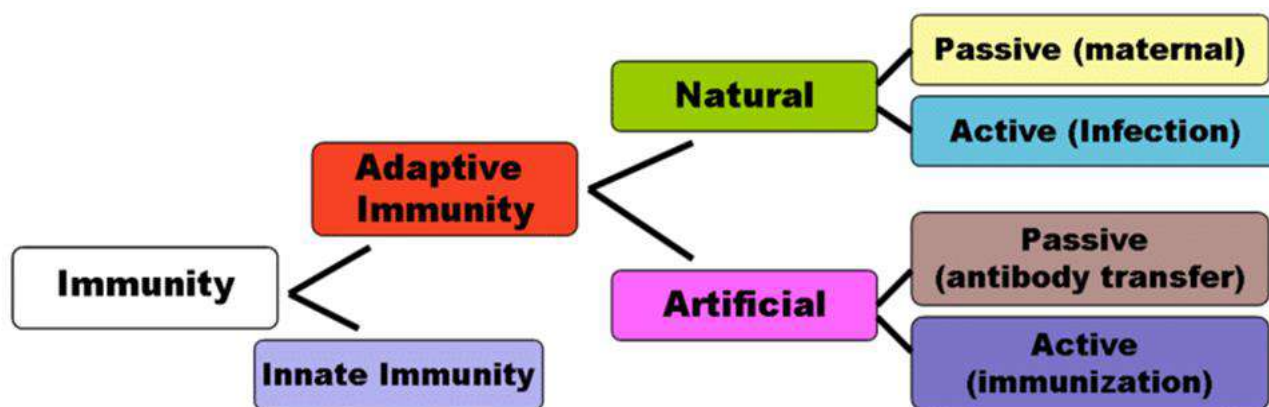 Passive (maternal)
Natural
Active (Infection)
Adaptive
Immunity
Passive
(antibody transfer)
Immunity
Artificial
Active
(immunization)
Innate Immunity